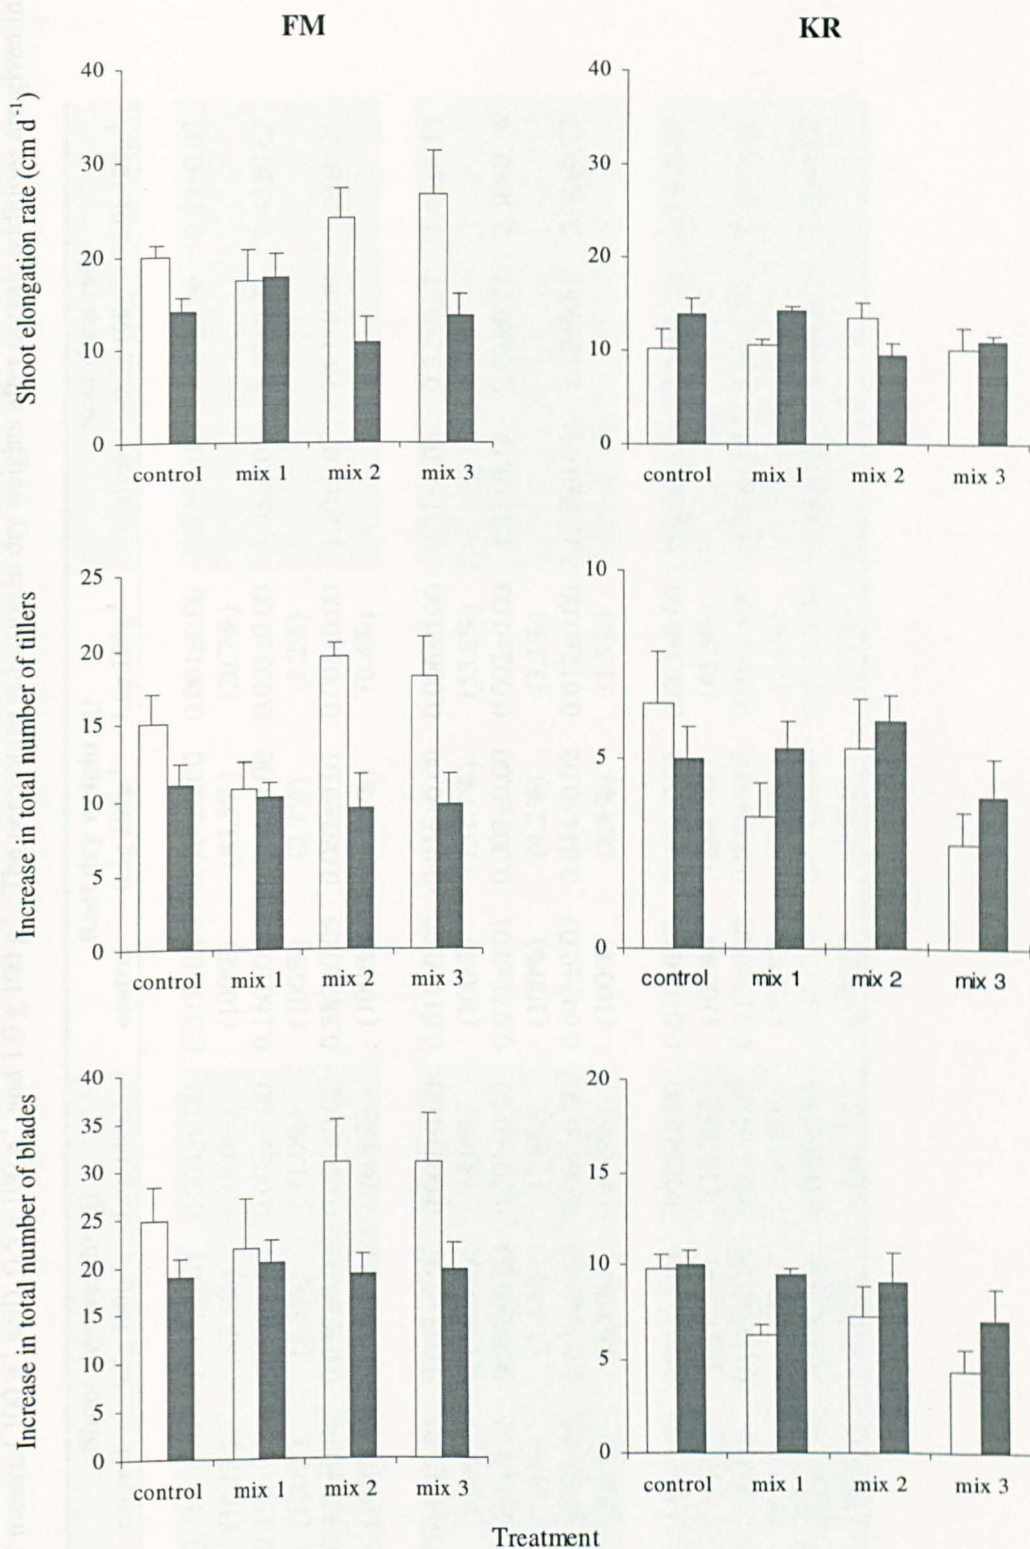 FM
KR
Shoot elongation rate (cm d⁻¹)
40
30
20
10
0
control mix 1 mix 2 mix 3
40
30
20
10
0
control mix 1 mix 2 mix 3
Increase in total number of tillers
25
20
15
10
5
0
control mix 1 mix 2 mix 3
10
5
0
control mix 1 mix 2 mix 3
Increase in total number of blades
40
35
30
25
20
15
10
5
0
control mix 1 mix 2 mix 3
20
15
10
5
0
control mix 1 mix 2 mix 3
Treatment